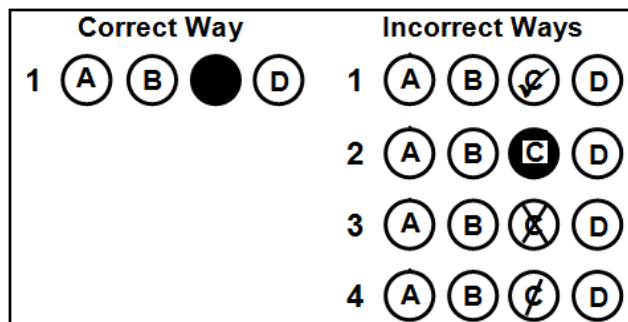 Correct Way
1 A B D
Incorrect Ways
1 A B C D
2 A B C D
3 A B C D
4 A B C D